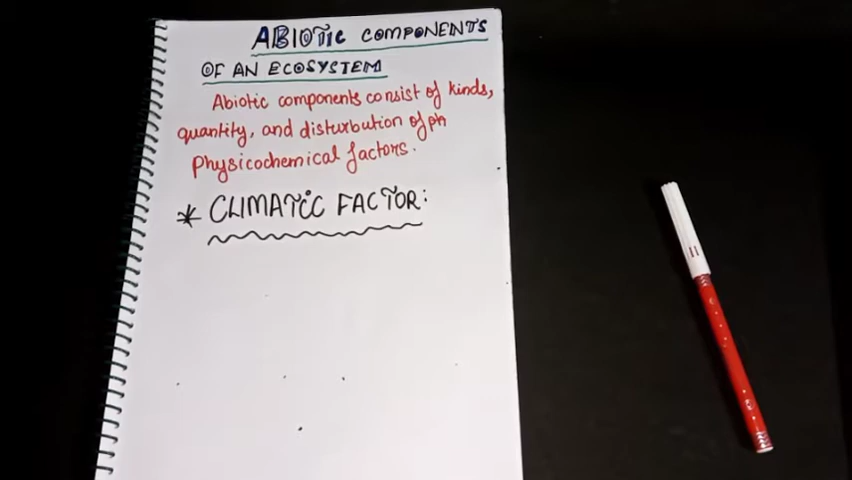 ABIOTIC COMPONENTS
OF AN ECOSYSTEM
Abiotic components consist of kinds,
quantity, and disturbution of ph
physicochemical factors.
* CLIMATIC FACTOR: